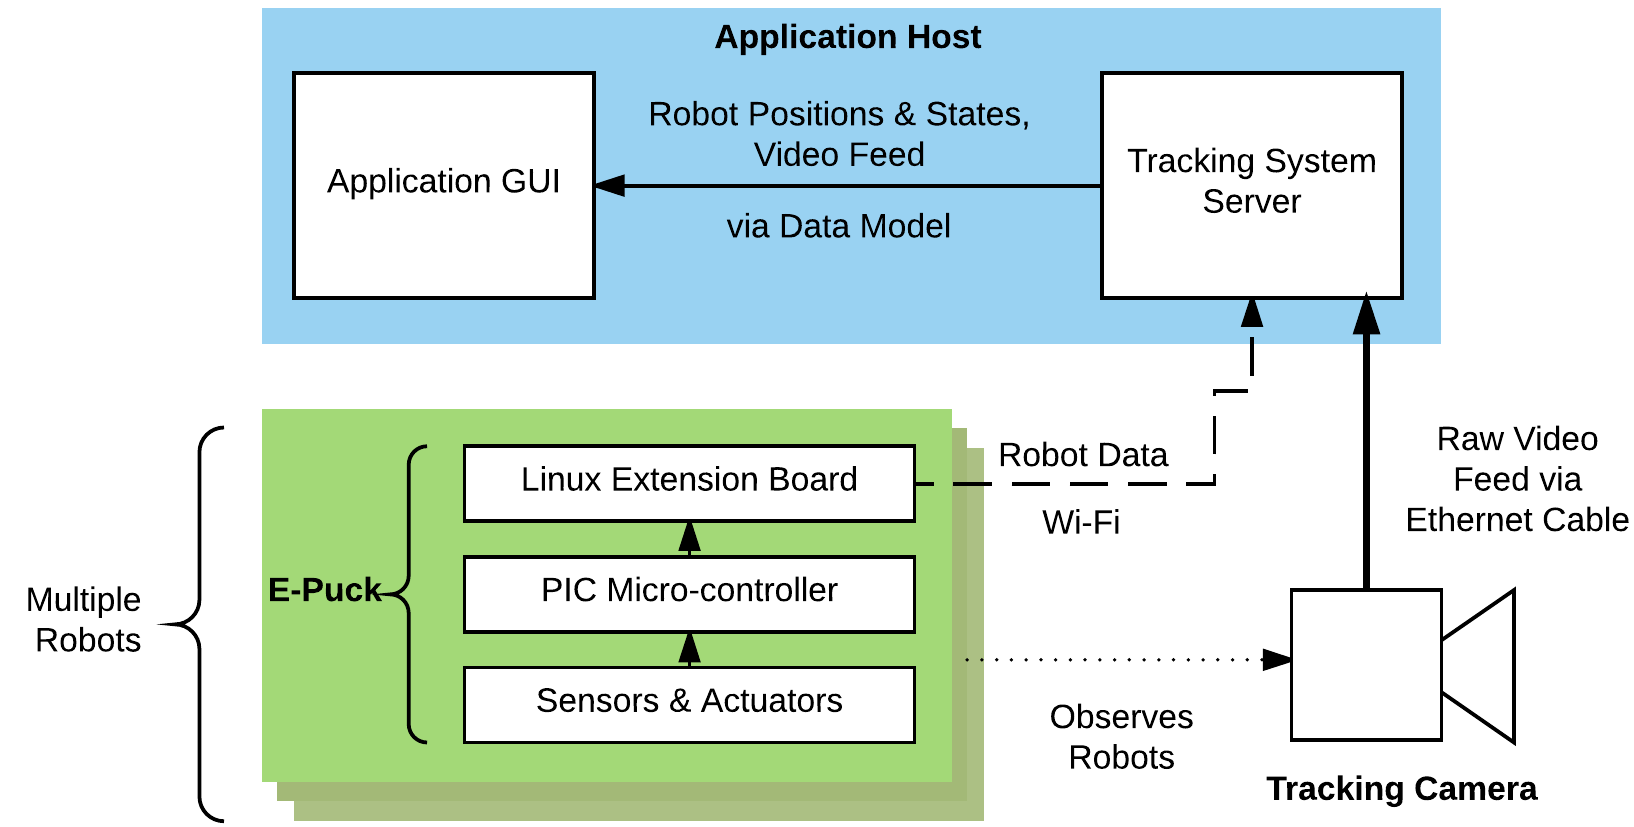 Application Host
Application GUI
Robot Positions & States,
Video Feed
via Data Model
Tracking System
Server
Multiple
Robots
E-Puck
Linux Extension Board
PIC Micro-controller
Sensors & Actuators
Robot Data
Wi-Fi
Raw Video
Feed via
Ethernet Cable
Observes
Robots
Tracking Camera